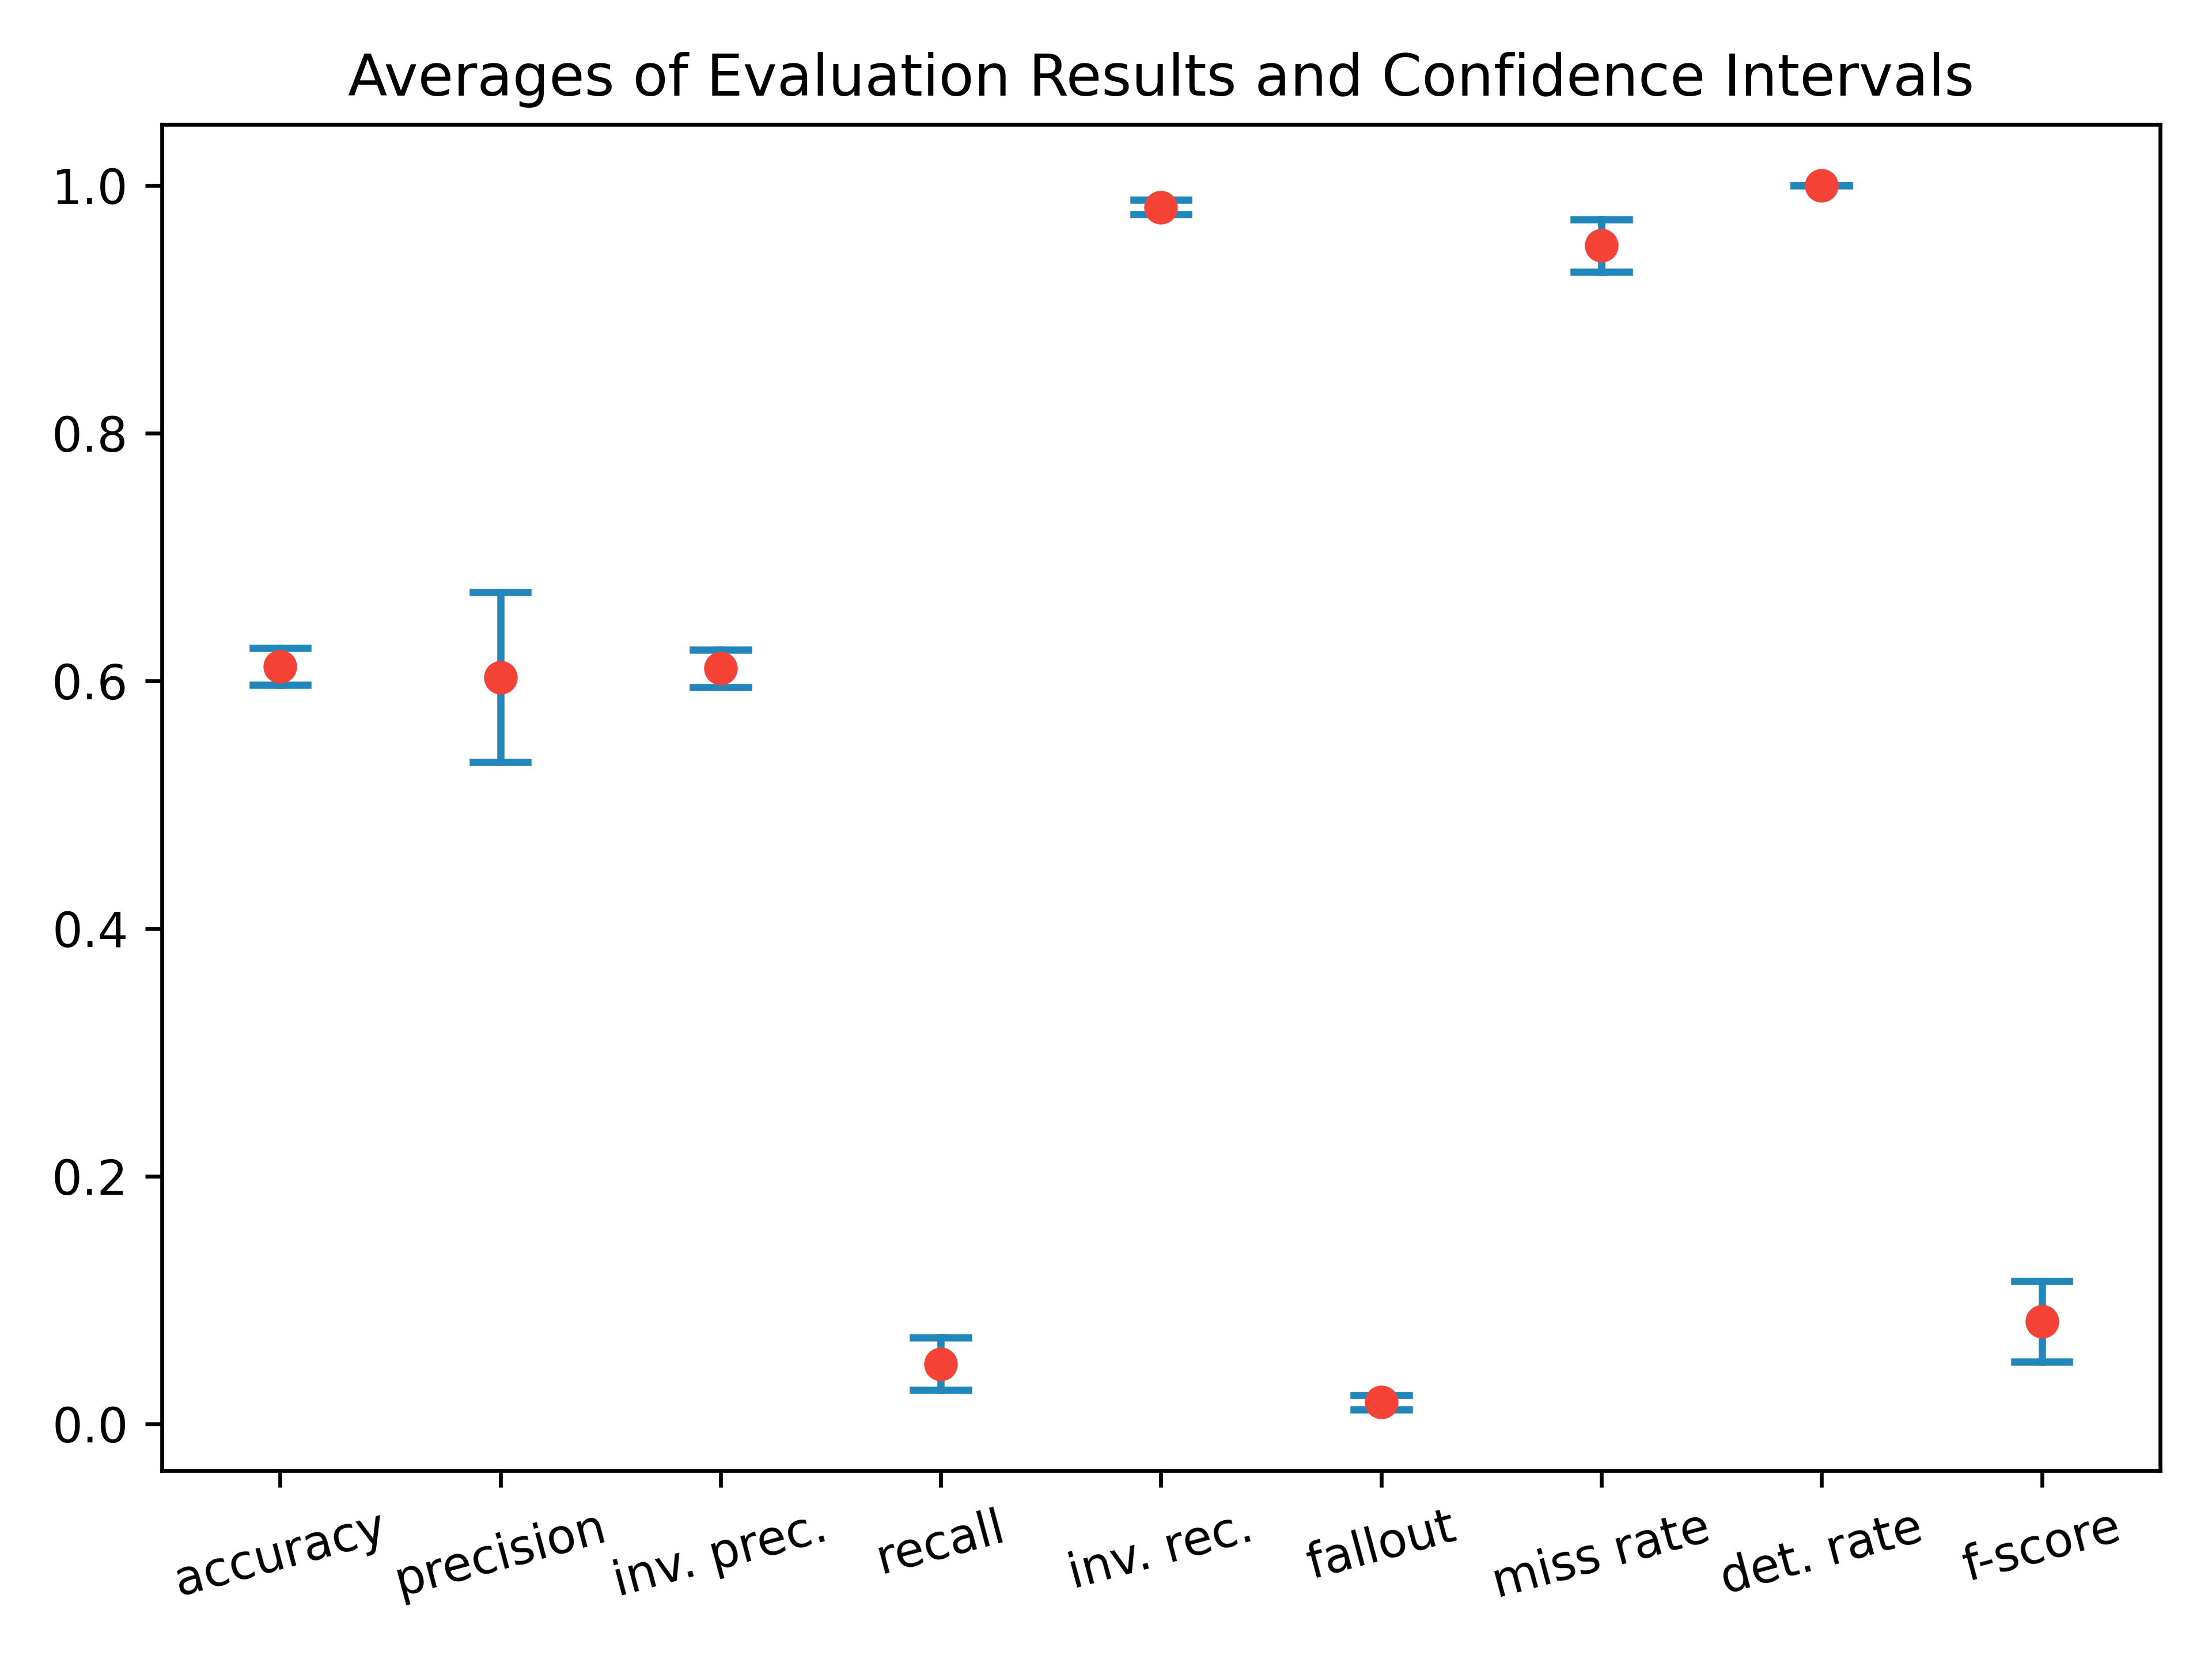 Averages of Evaluation Results and Confidence Intervals
1.0
0.8
0.6
0.4
0.2
0.0
accuracy
precision
inv. prec.
recall
inv. rec.
fallout
miss rate
det. rate
f-score